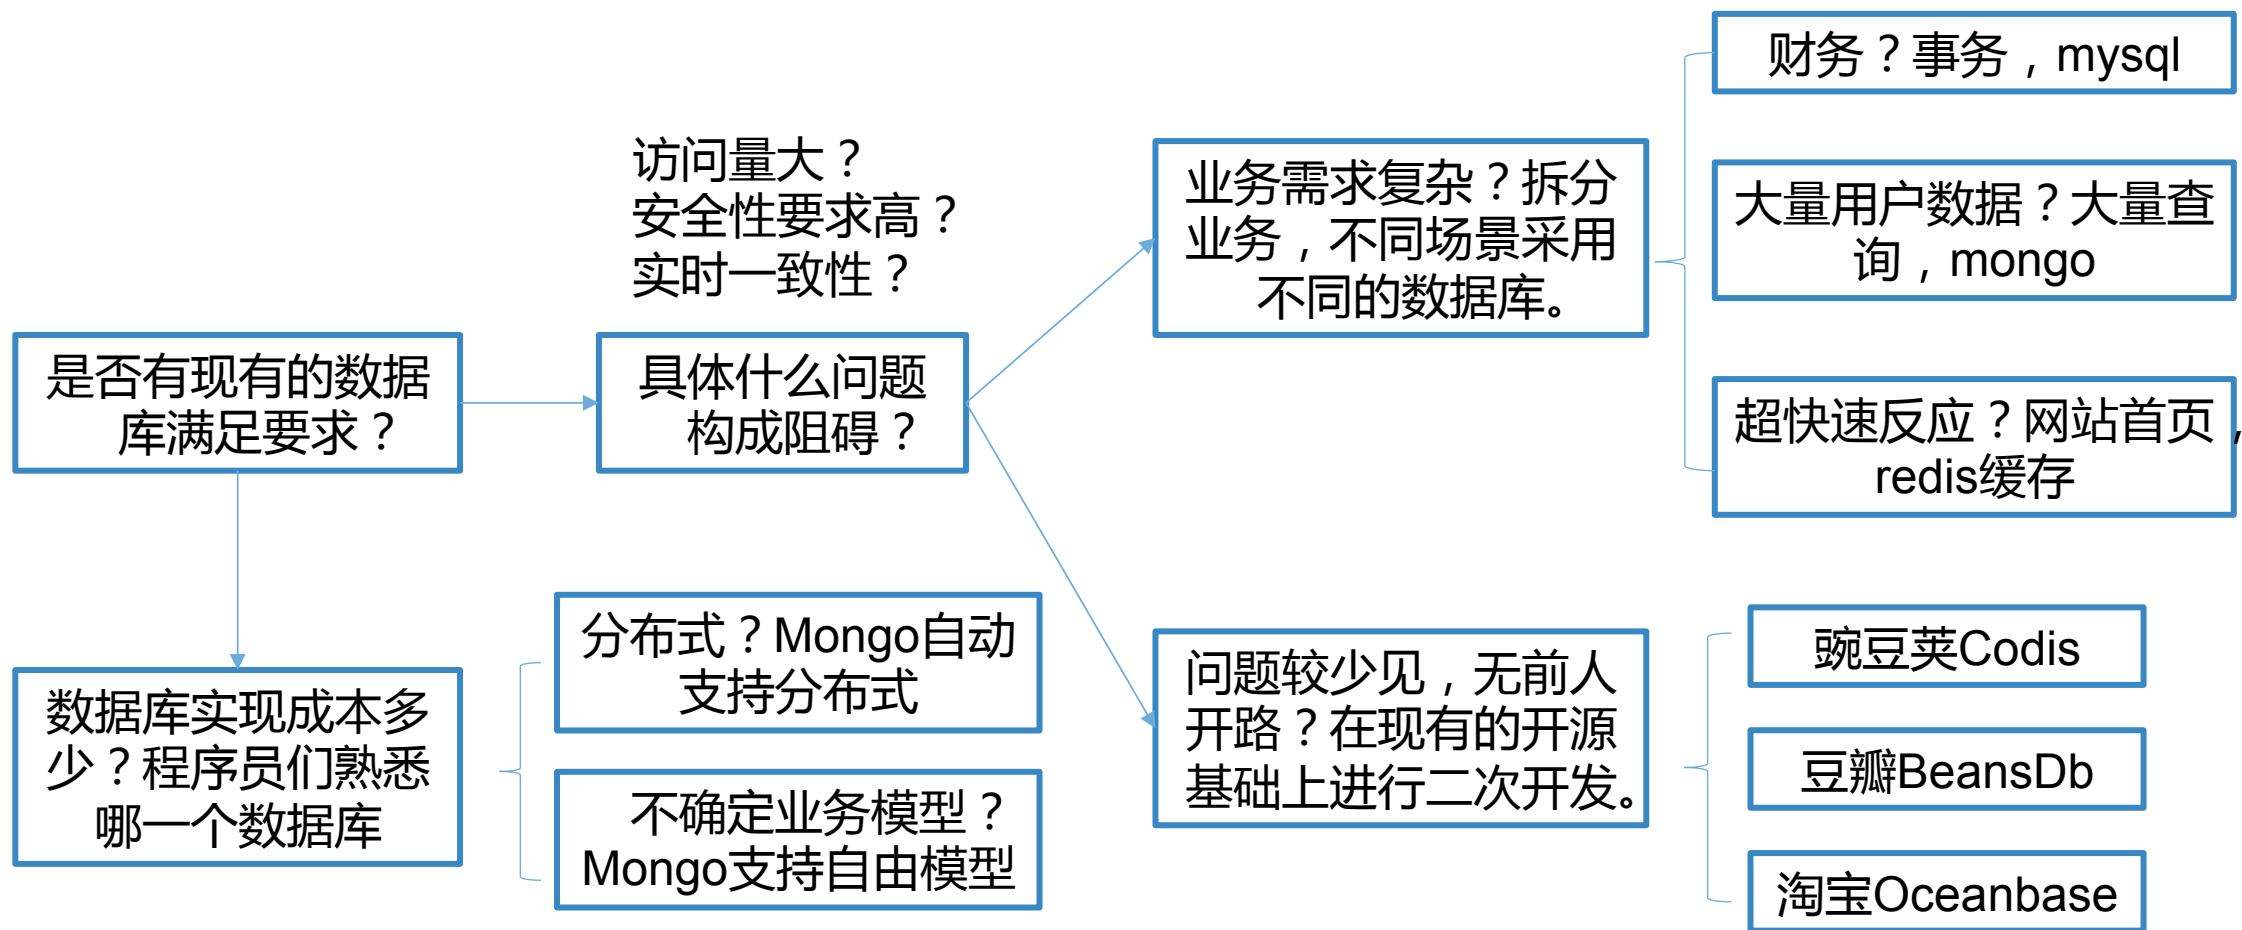 是否有现有的数据
库满足要求？
数据库实现成本多
少？程序员们熟悉
哪一个数据库
分布式？Mongo自动
支持分布式
不确定业务模型？
Mongo支持自由模型
访问量大？
安全性要求高？
实时一致性？
具体什么问题
构成阻碍？
业务需求复杂？拆分
业务，不同场景采用
不同的数据库。
财务？事务，mysql
大量用户数据？大量查
询，mongo
超快速反应？网站首页，
redis缓存
问题较少见，无前人
开路？在现有的开源
基础上进行二次开发。
豌豆荚Codis
豆瓣BeansDb
淘宝Oceanbase